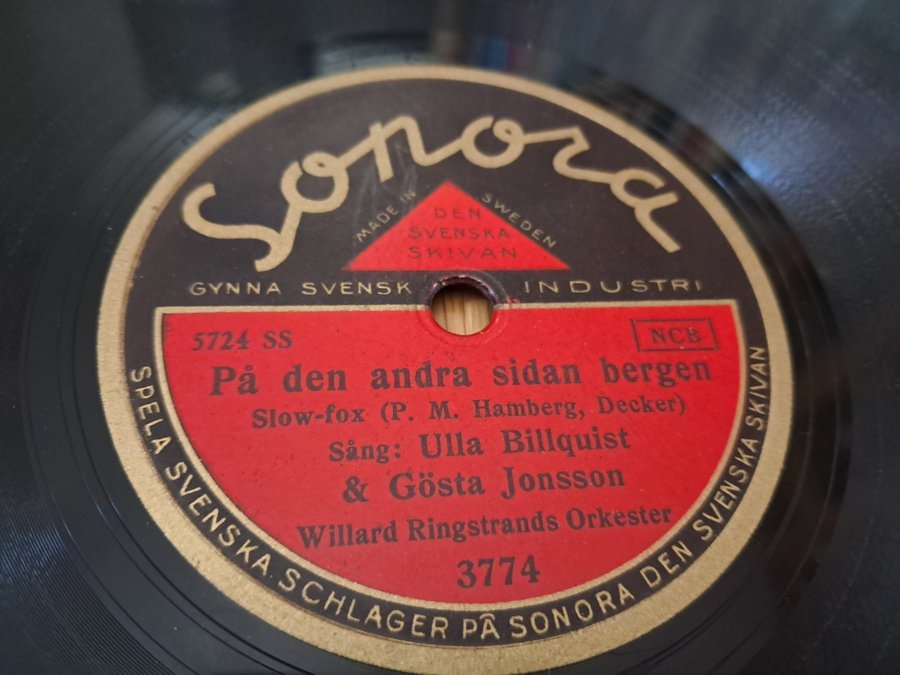 Sonora
MADE IN SWEDEN
DEN
SVENSKA
SKIVAN
GYNNA SVENSK INDUSTRI
5724 SS
NCB
På den andra sidan bergen
Slow-fox (P. M. Hamberg, Decker)
Sång: Ulla Billquist
& Gösta Jonsson
Willard Ringstrands Orkester
3774
SPELA SVENSKA SCHLAGER PÅ SONORA DEN SVENSKA SKIVAN